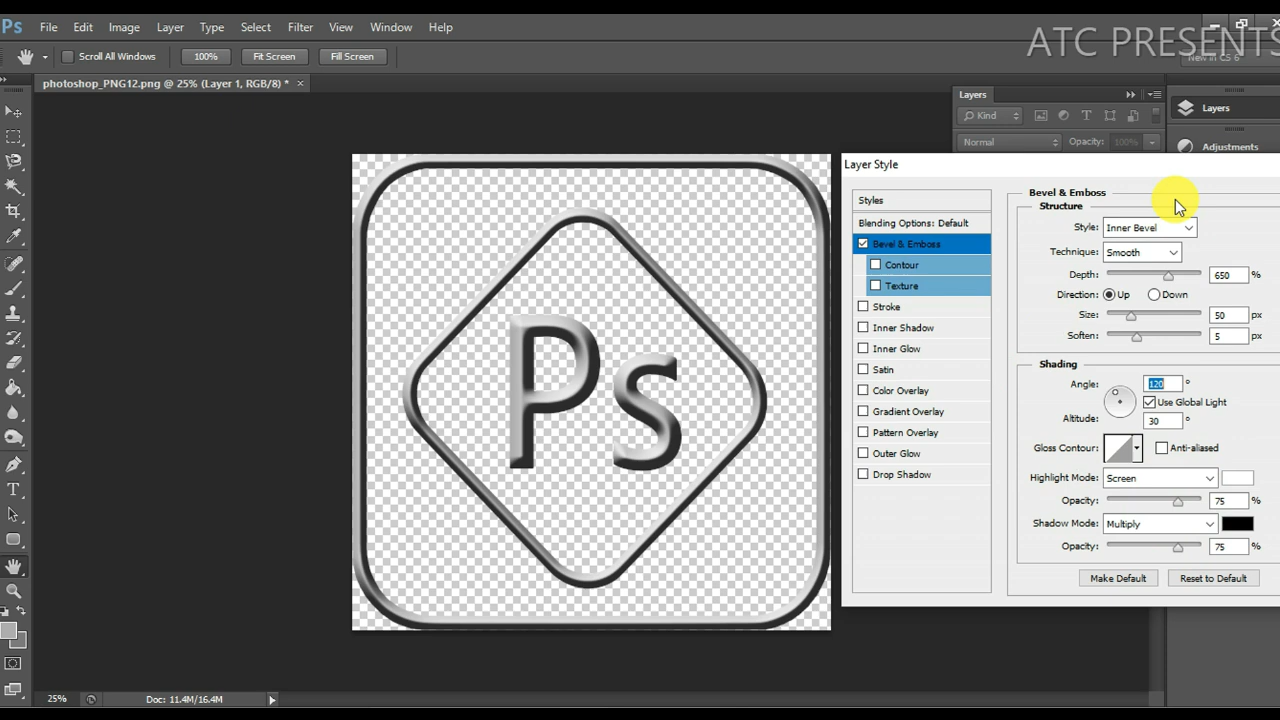 Ps File Edit Image Layer Type Select Filter View Window Help
ATC PRESENTS
Scroll All Windows 100% Fit Screen Fill Screen
New in CS 6
photoshop_PNG12.png @ 25% (Layer 1, RGB/8) * ×
Layers
Layers
Kind
Normal Opacity: 100%
Adjustments
Layer Style
Styles
Blending Options: Default
Bevel & Emboss
Contour
Texture
Stroke
Inner Shadow
Inner Glow
Satin
Color Overlay
Gradient Overlay
Pattern Overlay
Outer Glow
Drop Shadow
Bevel & Emboss
Structure
Style: Inner Bevel
Technique: Smooth
Depth: 650 %
Direction: Up Down
Size: 50 px
Soften: 5 px
Shading
Angle: 120 °
Use Global Light
Altitude: 30 °
Gloss Contour: Anti-aliased
Highlight Mode: Screen
Opacity: 75 %
Shadow Mode: Multiply
Opacity: 75 %
Make Default Reset to Default
Ps
25% Doc: 11.4M/16.4M